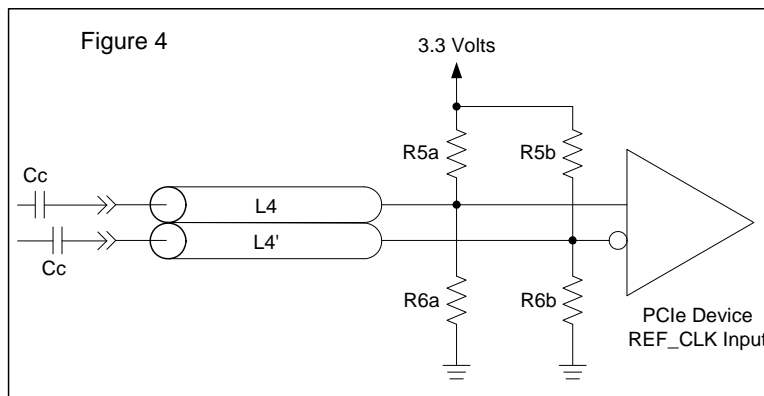 Figure 4
3.3 Volts
R5a
R5b
Cc
L4
L4'
Cc
R6a
R6b
PCIe Device
REF_CLK Input